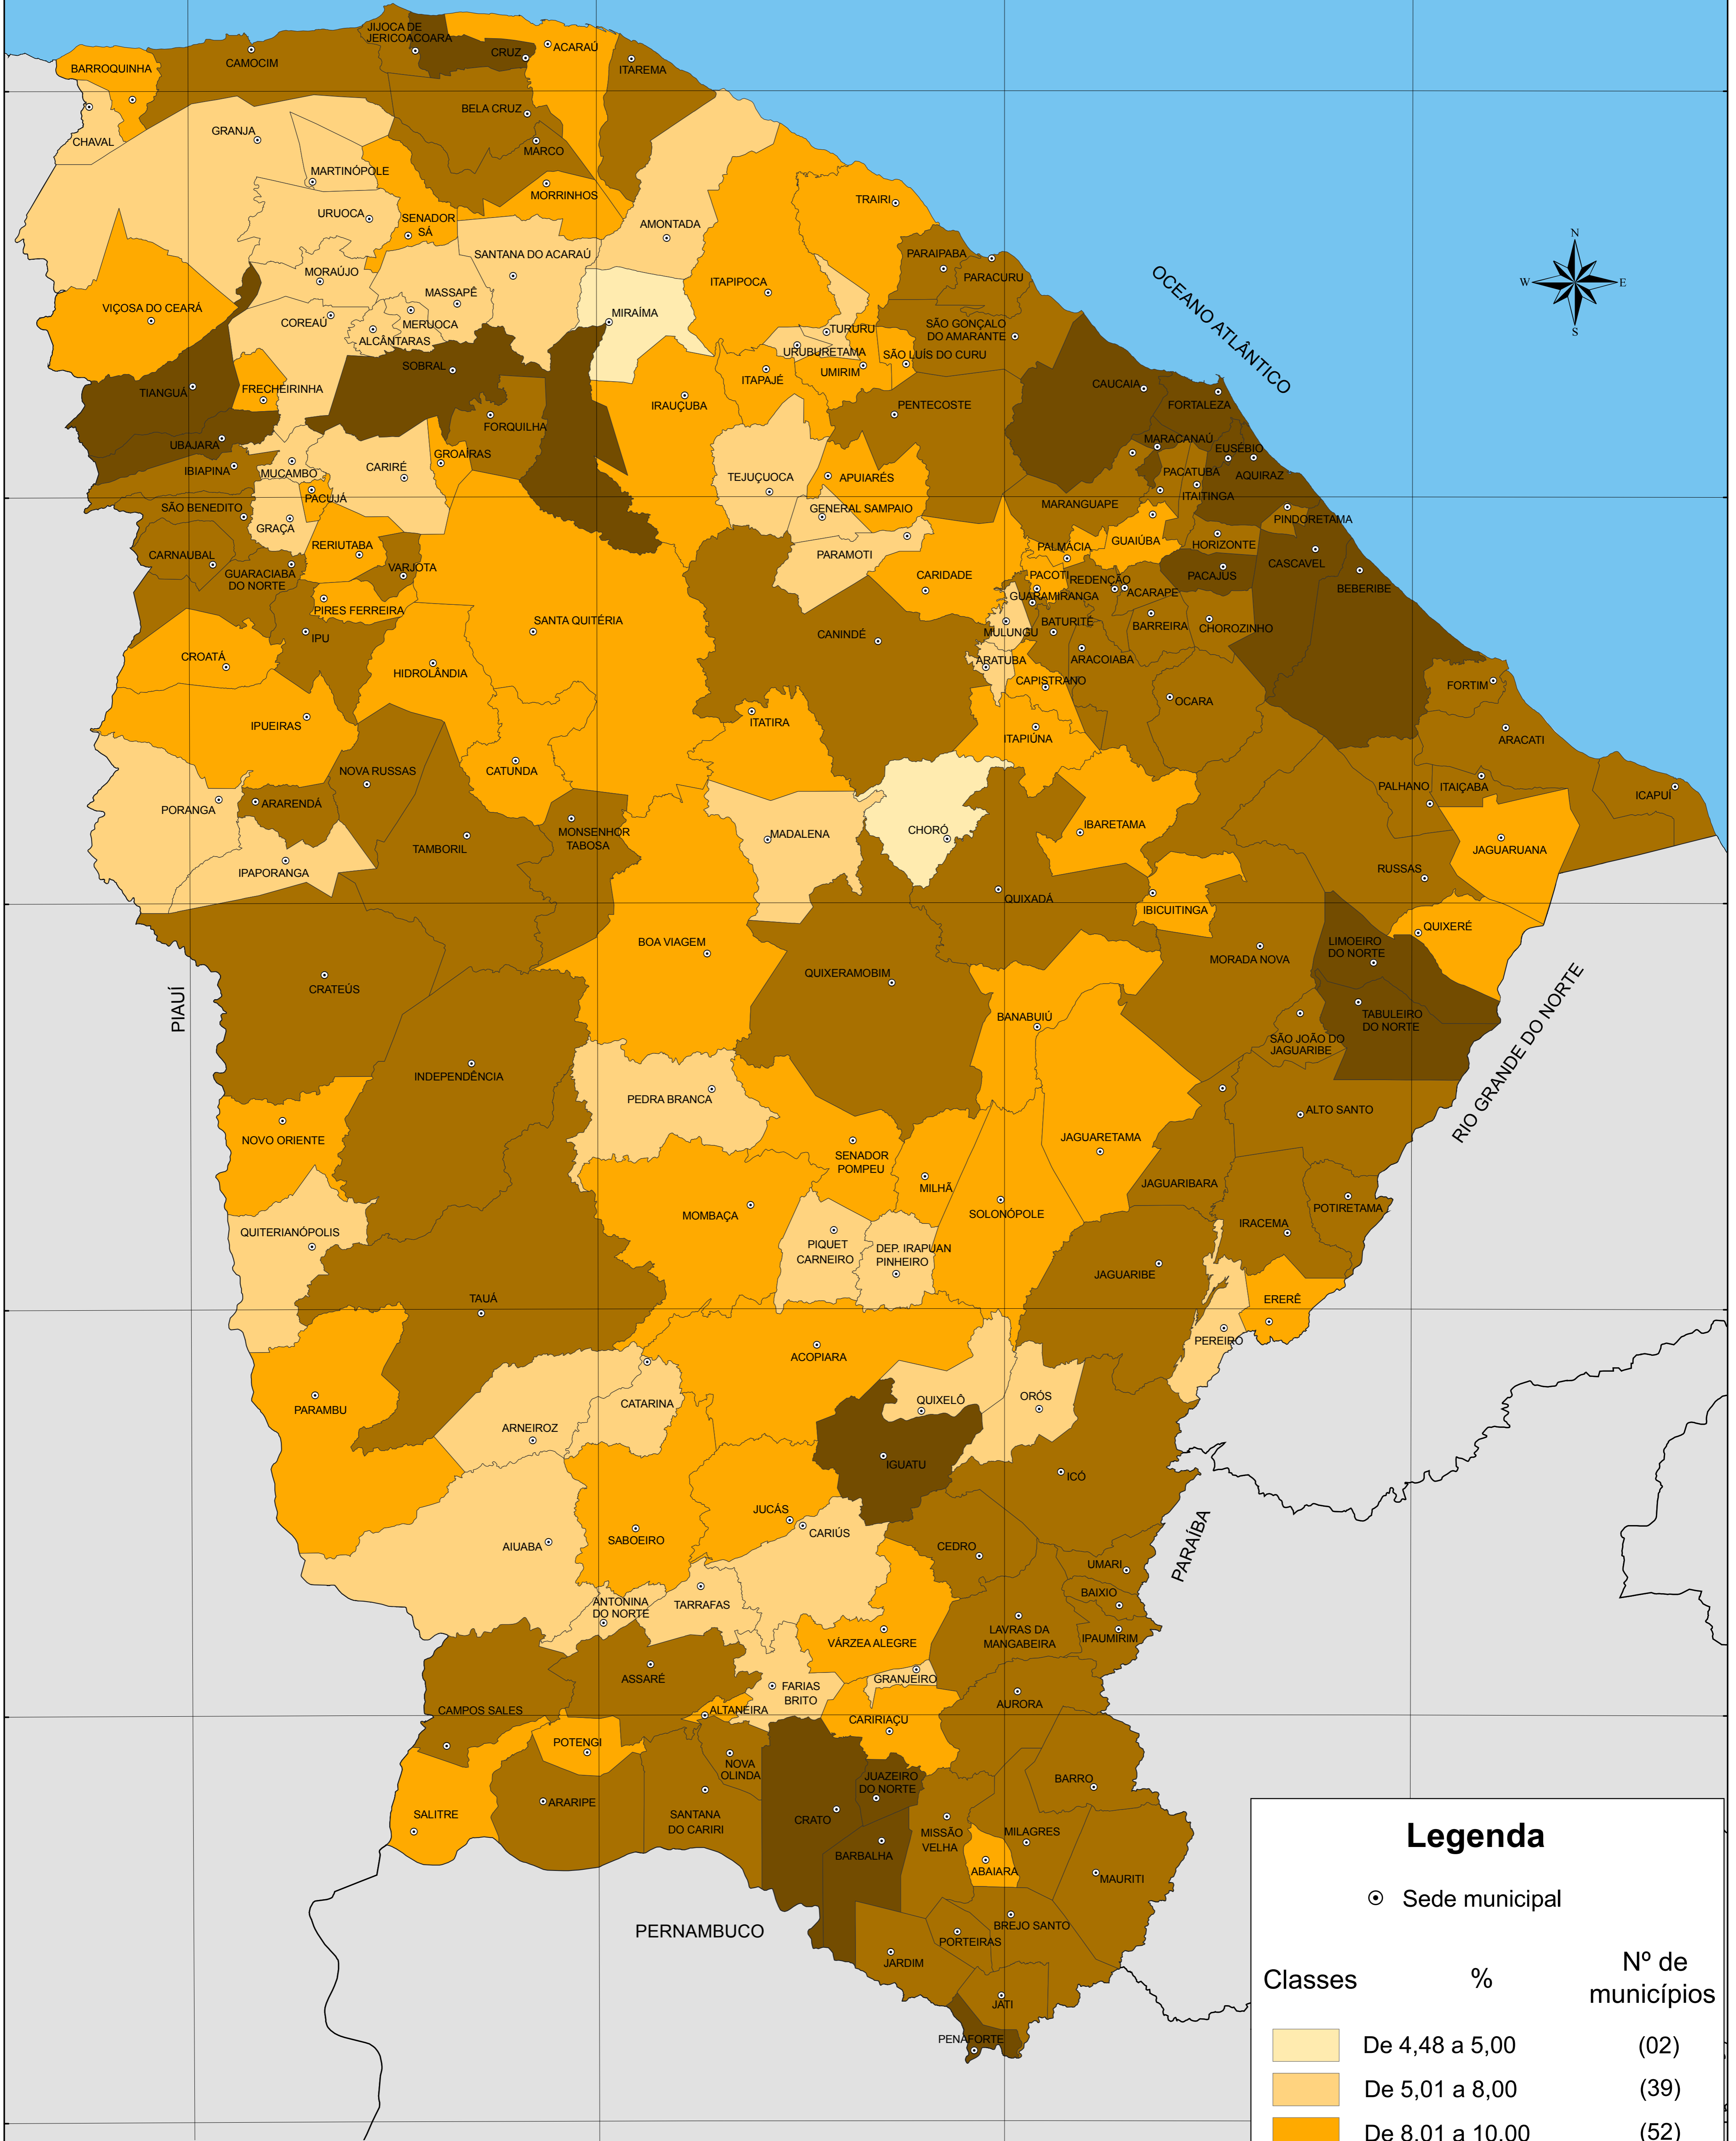 JIJOCA DE
JERICOACOARA
CRUZ
ACARAÚ
BARROQUINHA
CAMOCIM
ITAREMA
BELA CRUZ
CHAVAL
GRANJA
MARCO
MARTINÓPOLE
MORRINHOS
TRAIRI
URUOCA
SENADOR
SÁ
AMONTADA
SANTANA DO ACARAÚ
PARAIPABA
PARACURU
MORAÚJO
ITAPIPOCA
MASSAPÊ
VIÇOSA DO CEARÁ
MIRAÍMA
COREAÚ
MERUOCA
TURURU
SÃO GONÇALO
DO AMARANTE
ALCÂNTARAS
URUBURETAMA
SÃO LUÍS DO CURU
SOBRAL
UMIRIM
ITAPAJÉ
TIANGUÁ
FRECHEIRINHA
CAUCAIA
IRAUÇUBA
PENTECOSTE
FORTALEZA
FORQUILHA
UBAJARA
MARACANAÚ
EUSÉBIO
GROAÍRAS
IBIAPINA
MUCAMBO
CARIRÉ
TEJUÇUOCA
APUIARÉS
PACATUBA
AQUIRAZ
PACUJÁ
ITAITINGA
SÃO BENEDITO
GENERAL SAMPAIO
MARANGUAPE
PINDORETAMA
GRAÇA
RERIUTABA
PALMÁCIA
GUAIÚBA
HORIZONTE
CARNAUBAL
PARAMOTI
CASCAVEL
GUARACIABA
DO NORTE
VARJOTA
CARIDADE
PACOTI
REDENÇÃO
PACAJUS
BEBERIBE
GUARAMIRANGA
ACARAPE
PIRES FERREIRA
SANTA QUITÉRIA
BATURITÉ
BARREIRA
CHOROZINHO
IPU
CANINDÉ
MULUNGU
CROATÁ
ARATUBA
ARACOIABA
HIDROLÂNDIA
CAPISTRANO
FORTIM
OCARA
IPUEIRAS
ITATIRA
ITAPIÚNA
ARACATI
NOVA RUSSAS
CATUNDA
PALHANO
ITAIÇABA
ICAPUÍ
PORANGA
ARARENDÁ
MONSENHOR
TABOSA
MADALENA
CHORÓ
IBARETAMA
TAMBORIL
JAGUARUANA
IPAPORANGA
RUSSAS
QUIXADÁ
IBICUITINGA
QUIXERÉ
BOA VIAGEM
LIMOEIRO
DO NORTE
MORADA NOVA
CRATEÚS
QUIXERAMOBIM
BANABUIÚ
TABULEIRO
DO NORTE
SÃO JOÃO DO
JAGUARIBE
INDEPENDÊNCIA
PEDRA BRANCA
ALTO SANTO
NOVO ORIENTE
JAGUARETAMA
SENADOR
POMPEU
JAGUARIBARA
MILHÃ
MOMBAÇA
SOLONÓPOLE
POTIRETAMA
IRACEMA
QUITERIANÓPOLIS
PIQUET
CARNEIRO
DEP. IRAPUAN
PINHEIRO
JAGUARIBE
TAUÁ
ERERÊ
PEREIRO
ACOPIARA
PARAMBU
CATARINA
QUIXELÔ
ORÓS
ARNEIROZ
IGUATU
ICÓ
JUCÁS
CARIÚS
SABOEIRO
AIUABA
CEDRO
UMARI
ANTONINA
DO NORTE
TARRAFAS
BAIXIO
LAVRAS DA
MANGABEIRA
IPAUMIRIM
VÁRZEA ALEGRE
ASSARÉ
GRANJEIRO
FARIAS
BRITO
AURORA
CAMPOS SALES
ALTANEIRA
CARIRIAÇU
POTENGI
NOVA
OLINDA
JUAZEIRO
DO NORTE
BARRO
ARARIPE
SALITRE
SANTANA
DO CARIRI
CRATO
MISSÃO
VELHA
MILAGRES
BARBALHA
ABAIARA
MAURITI
BREJO SANTO
PORTEIRAS
JARDIM
JATI
PENAFORTE
OCEANO ATLÂNTICO
PIAUÍ
RIO GRANDE DO NORTE
PARAÍBA
PERNAMBUCO
N
W
E
S
Legenda
Sede municipal
Classes % Nº de
municípios
De 4,48 a 5,00 (02)
De 5,01 a 8,00 (39)
De 8,01 a 10,00 (52)